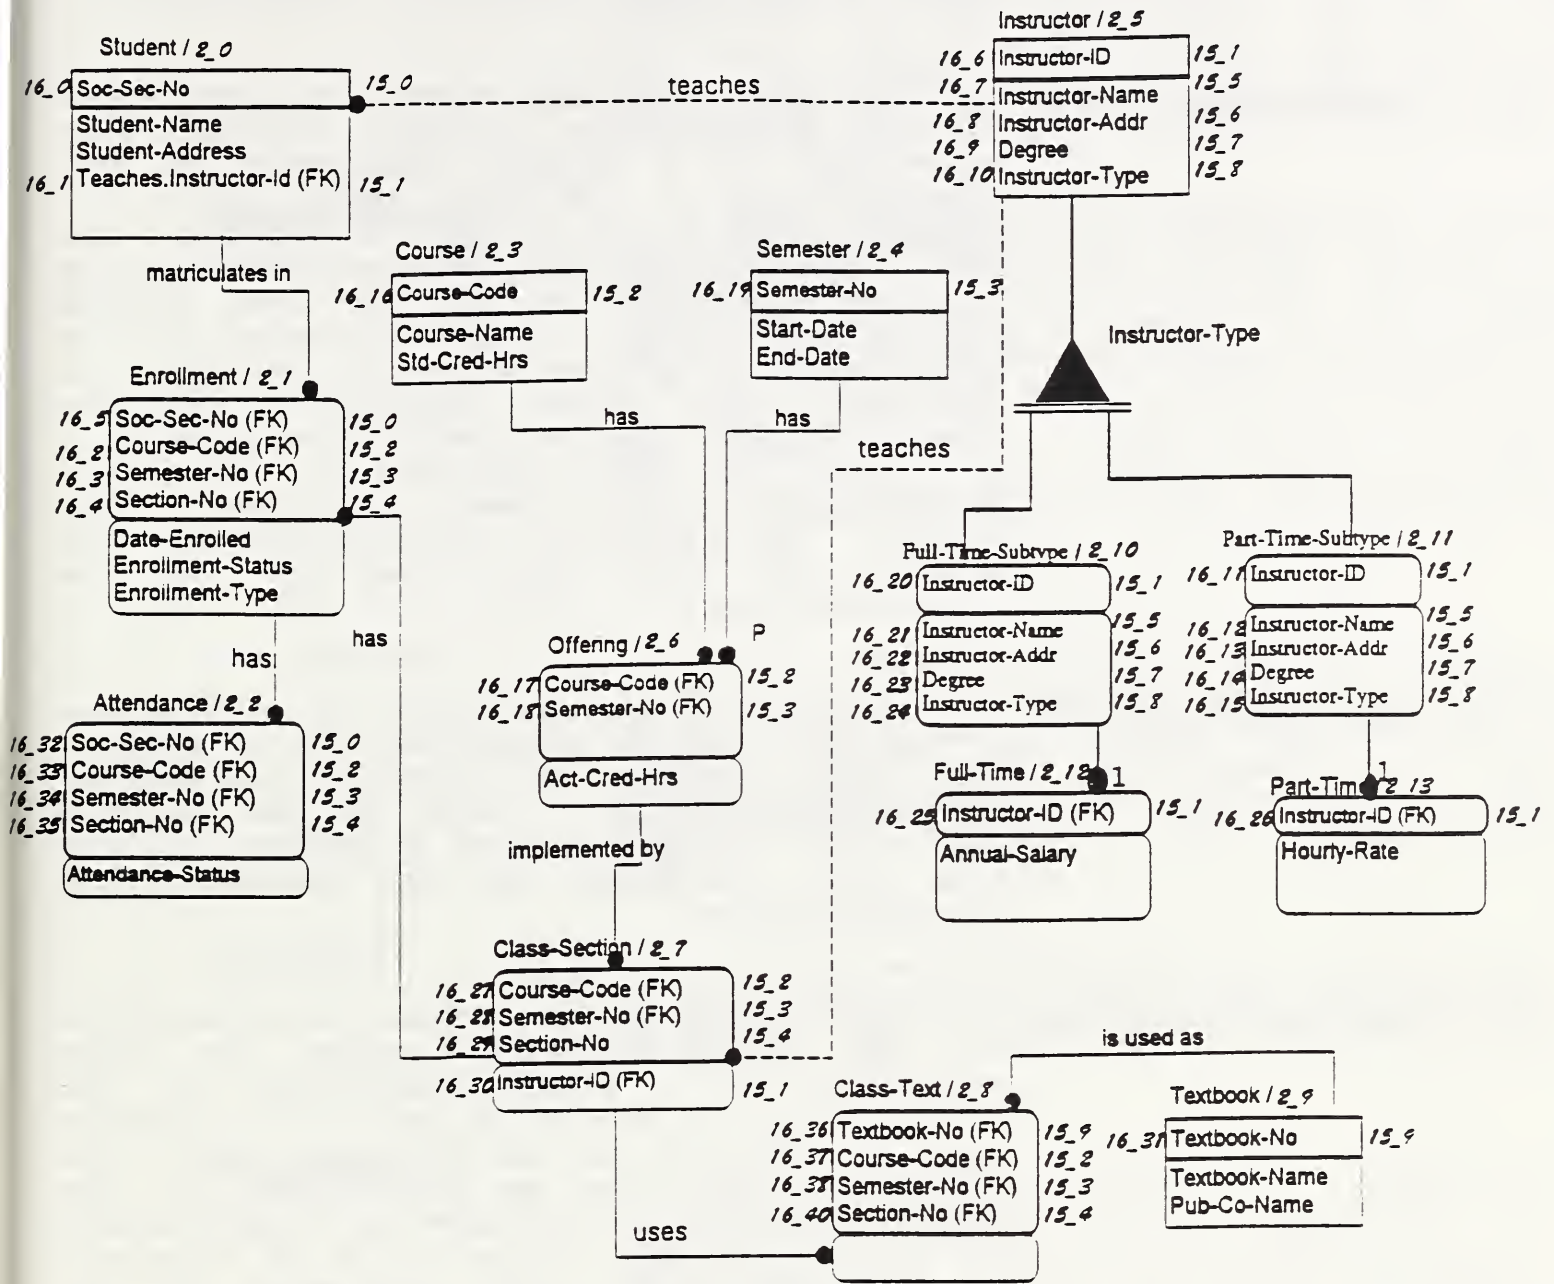 Student / 2_0
16_0 Soc-Sec-No 15_0
Student-Name
Student-Address
16_1 Teaches.Instructor-Id (FK) 15_1
teaches
Instructor / 2_5
16_6 Instructor-ID 15_1
16_7 Instructor-Name 15_5
16_8 Instructor-Addr 15_6
16_9 Degree 15_7
16_10 Instructor-Type 15_8
matriculates in
Course / 2_3
16_16 Course-Code 15_2
Course-Name
Std-Cred-Hrs
Semester / 2_4
16_19 Semester-No 15_3
Start-Date
End-Date
Instructor-Type
has
has
teaches
Enrollment / 2_1
16_5 Soc-Sec-No (FK) 15_0
16_2 Course-Code (FK) 15_2
16_3 Semester-No (FK) 15_3
16_4 Section-No (FK) 15_4
Date-Enrolled
Enrollment-Status
Enrollment-Type
has
has
Full-Time-Subtype / 2_10
16_20 Instructor-ID 15_1
16_21 Instructor-Name 15_5
16_22 Instructor-Addr 15_6
16_23 Degree 15_7
16_24 Instructor-Type 15_8
Part-Time-Subtype / 2_11
16_11 Instructor-ID 15_1
16_12 Instructor-Name 15_5
16_13 Instructor-Addr 15_6
16_14 Degree 15_7
16_15 Instructor-Type 15_8
Offering / 2_6
P
16_17 Course-Code (FK) 15_2
16_18 Semester-No (FK) 15_3
Act-Cred-Hrs
Attendance / 2_2
16_32 Soc-Sec-No (FK) 15_0
16_33 Course-Code (FK) 15_2
16_34 Semester-No (FK) 15_3
16_35 Section-No (FK) 15_4
Attendance-Status
Full-Time / 2_12 1
16_25 Instructor-ID (FK) 15_1
Annual-Salary
Part-Time 2_13 1
16_26 Instructor-ID (FK) 15_1
Hourly-Rate
implemented by
Class-Section / 2_7
16_27 Course-Code (FK) 15_2
16_28 Semester-No (FK) 15_3
16_29 Section-No 15_4
16_30 Instructor-ID (FK) 15_1
is used as
Class-Text / 2_8
16_36 Textbook-No (FK) 15_9
16_37 Course-Code (FK) 15_2
16_38 Semester-No (FK) 15_3
16_40 Section-No (FK) 15_4
Textbook / 2_9
16_31 Textbook-No 15_9
Textbook-Name
Pub-Co-Name
uses